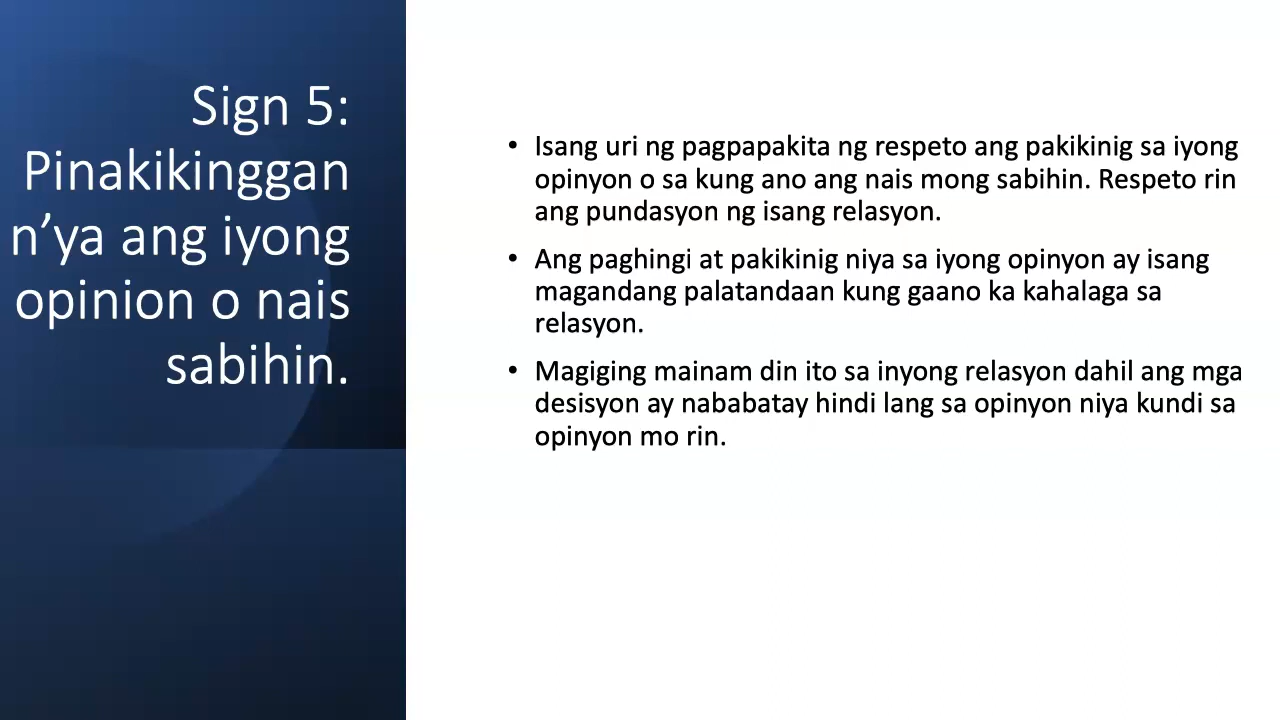 Sign 5:
Pinakikinggan
n’ya ang iyong
opinion o nais
sabihin.
• Isang uri ng pagpapakita ng respeto ang pakikinig sa iyong
opinyon o sa kung ano ang nais mong sabihin. Respeto rin
ang pundasyon ng isang relasyon.
• Ang paghingi at pakikinig niya sa iyong opinyon ay isang
magandang palatandaan kung gaano ka kahalaga sa
relasyon.
• Magiging mainam din ito sa inyong relasyon dahil ang mga
desisyon ay nababatay hindi lang sa opinyon niya kundi sa
opinyon mo rin.